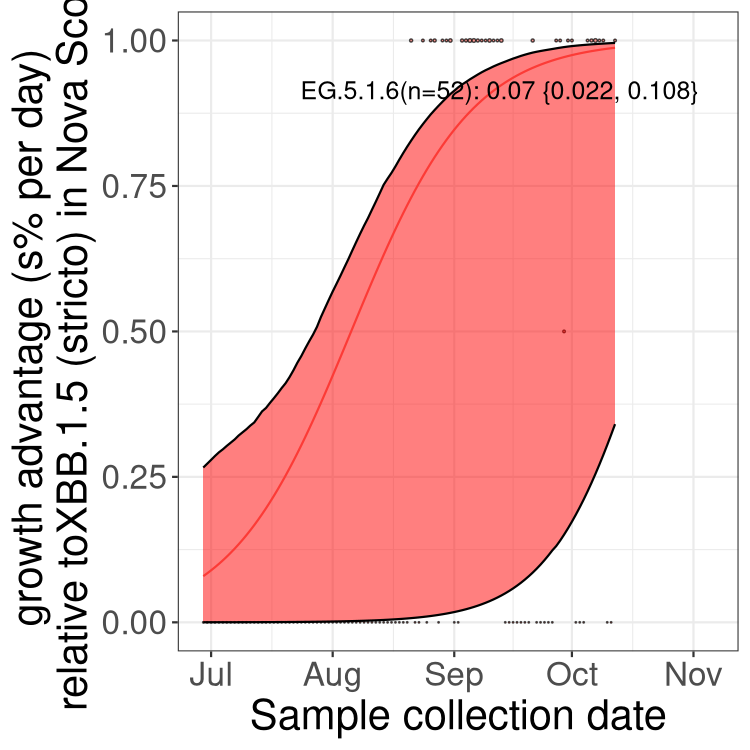 growth advantage (s% per day)
relative toXBB.1.5 (stricto) in Nova Sco
1.00
0.75
0.50
0.25
0.00
EG.5.1.6(n=52): 0.07 {0.022, 0.108}
Jul Aug Sep Oct Nov
Sample collection date